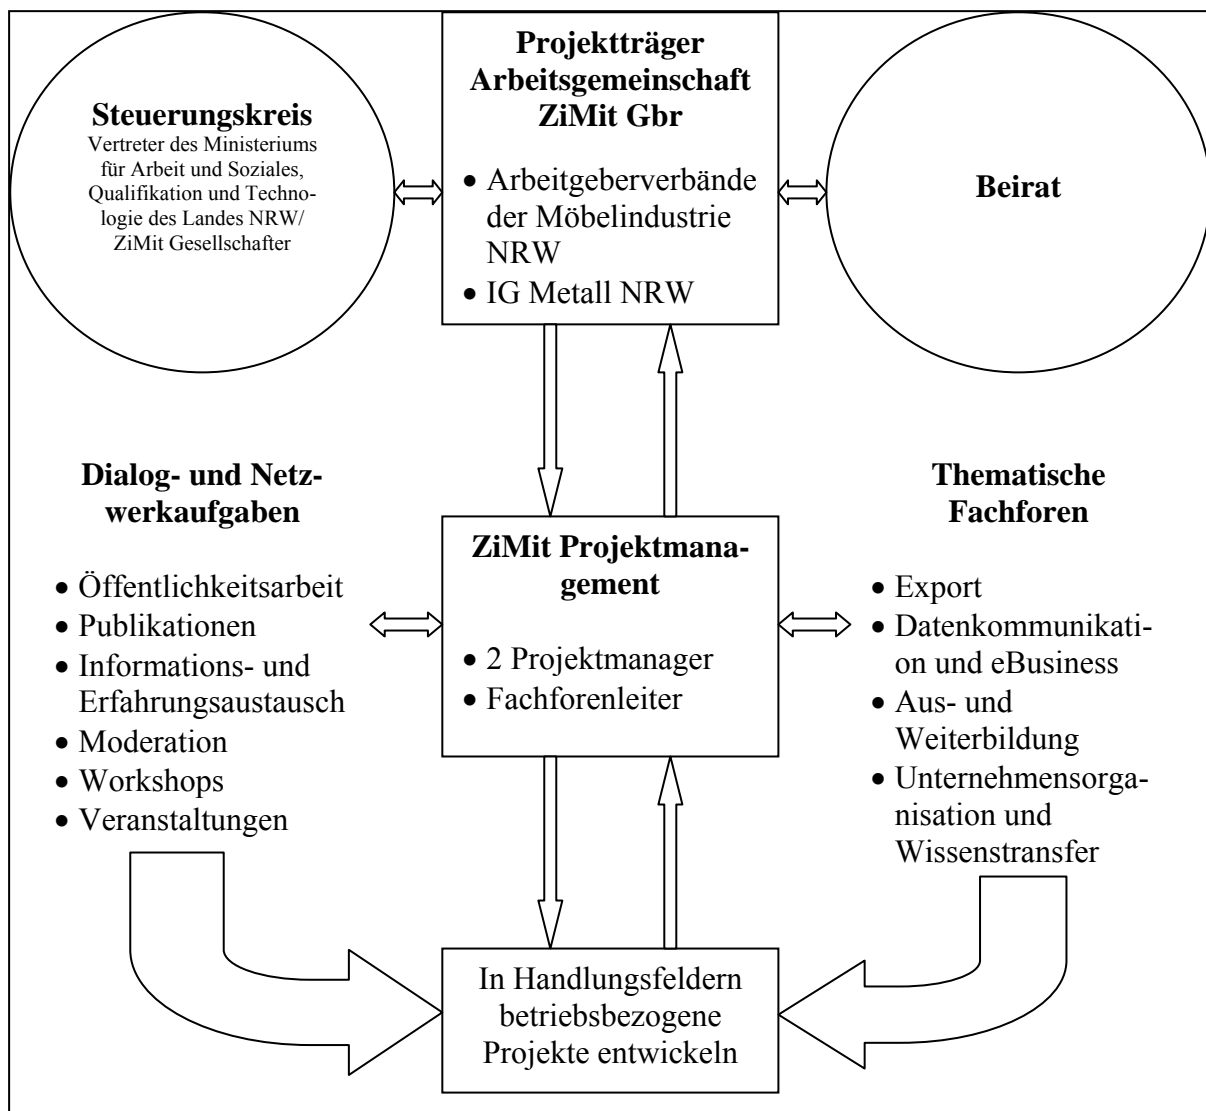 Projektträger
Arbeitsgemeinschaft
ZiMit Gbr
• Arbeitgeberverbände
der Möbelindustrie
NRW
• IG Metall NRW
Steuerungskreis
Vertreter des Ministeriums
für Arbeit und Soziales,
Qualifikation und Techno-
logie des Landes NRW/
ZiMit Gesellschafter
Beirat
Dialog- und Netz-
werkaufgaben
• Öffentlichkeitsarbeit
• Publikationen
• Informations- und
Erfahrungsaustausch
• Moderation
• Workshops
• Veranstaltungen
ZiMit Projektmana-
gement
• 2 Projektmanager
• Fachforenleiter
Thematische
Fachforen
• Export
• Datenkommunikati-
on und eBusiness
• Aus- und
Weiterbildung
• Unternehmensorga-
nisation und
Wissenstransfer
In Handlungsfeldern
betriebsbezogene
Projekte entwickeln